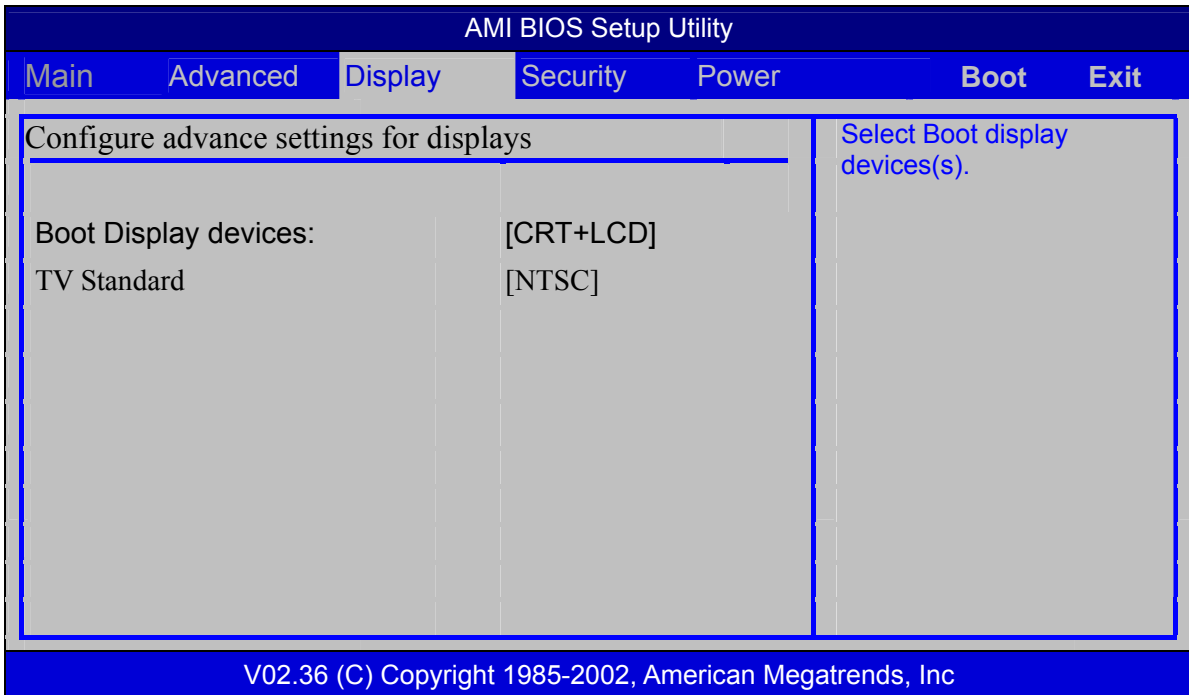 AMI BIOS Setup Utility
Main Advanced Display Security Power Boot Exit
Configure advance settings for displays
Select Boot display
devices(s).
Boot Display devices: [CRT+LCD]
TV Standard [NTSC]
V02.36 (C) Copyright 1985-2002, American Megatrends, Inc